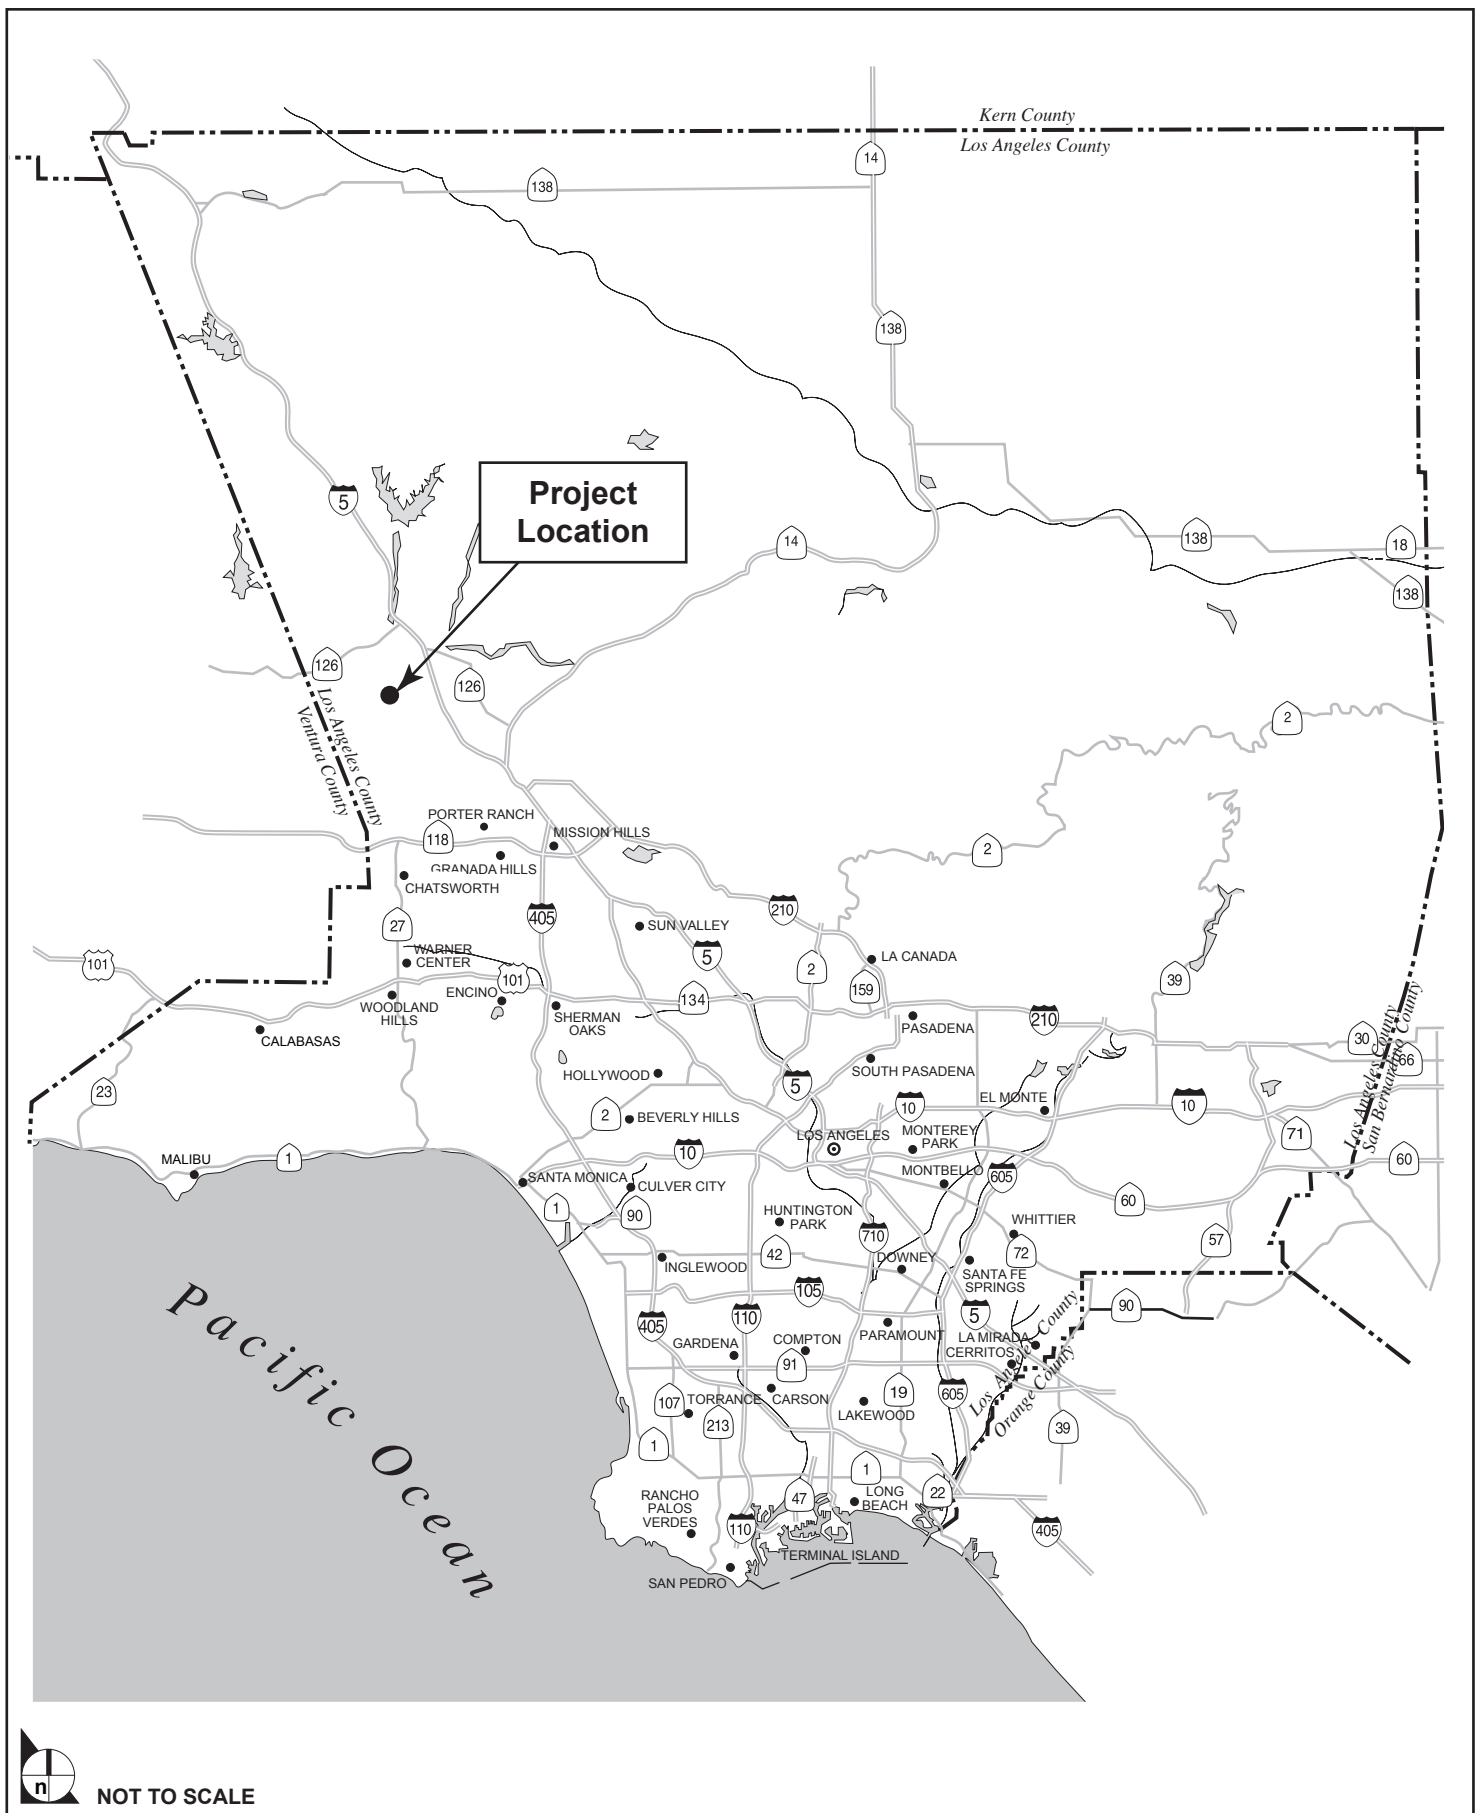 Kern County
Los Angeles County
14
138
138
5
Project
Location
14
138
18
138
126
126
Los Angeles County
Ventura County
2
PORTER RANCH
118
MISSION HILLS
2
GRANADA HILLS
CHATSWORTH
210
405
27
SUN VALLEY
WARNER
CENTER
5
LA CANADA
101
101
2
39
159
ENCINO
134
WOODLAND
HILLS
SHERMAN
OAKS
PASADENA
210
CALABASAS
30
Los Angeles County
San Bernardino County
66
HOLLYWOOD
5
SOUTH PASADENA
23
EL MONTE
2
BEVERLY HILLS
10
10
LOS ANGELES
MONTEREY
PARK
71
MALIBU
1
10
60
MONTBELLO
605
SANTA MONICA
CULVER CITY
60
1
90
HUNTINGTON
PARK
WHITTIER
710
57
42
72
INGLEWOOD
DOWNEY
SANTA FE
SPRINGS
105
Pacific Ocean
405
110
5
90
PARAMOUNT
GARDENA
COMPTON
LA MIRADA
CERRITOS
91
Los Angele County
Orange County
107
TORRANCE
CARSON
19
605
LAKEWOOD
213
39
1
1
RANCHO
PALOS
VERDES
47
LONG
BEACH
22
110
405
TERMINAL ISLAND
SAN PEDRO
n
NOT TO SCALE